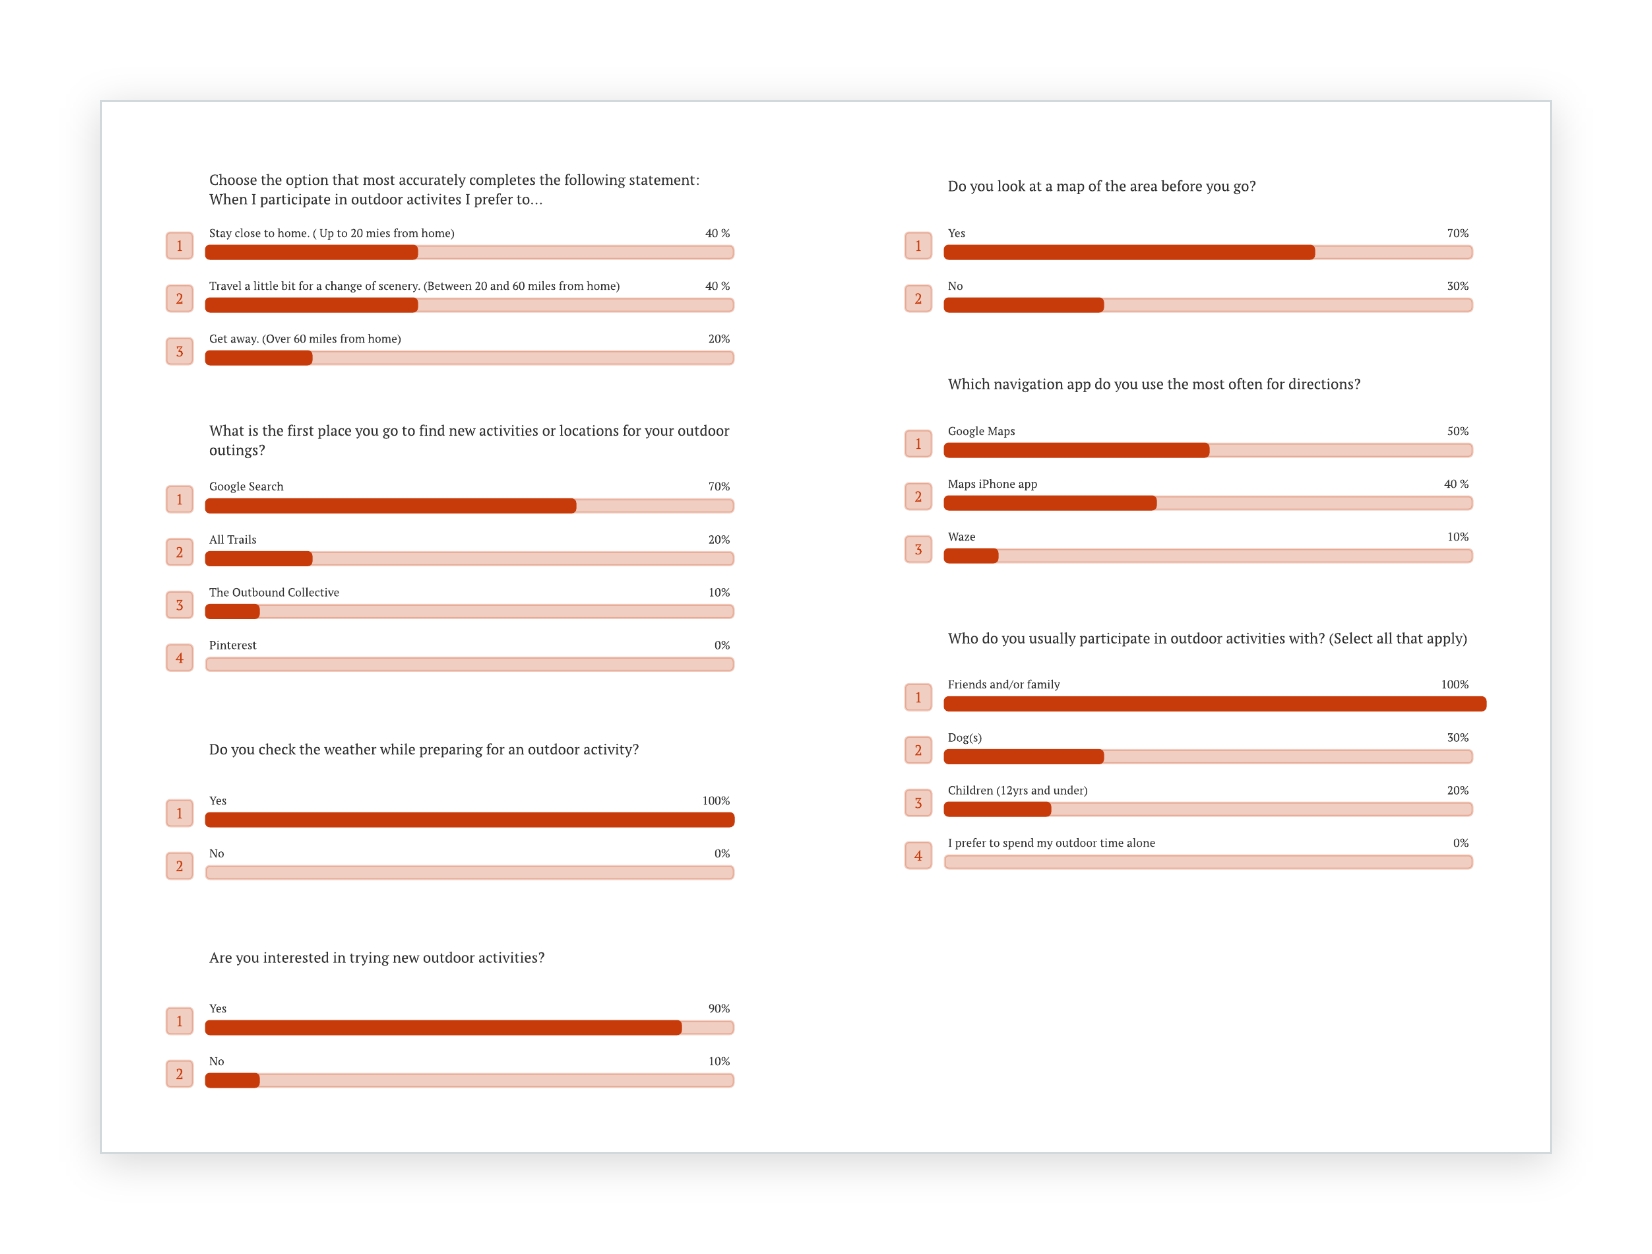 Choose the option that most accurately completes the following statement:
When I participate in outdoor activites I prefer to...
1 Stay close to home. ( Up to 20 mies from home) 40 %
2 Travel a little bit for a change of scenery. (Between 20 and 60 miles from home) 40 %
3 Get away. (Over 60 miles from home) 20%
What is the first place you go to find new activities or locations for your outdoor
outings?
1 Google Search 70%
2 All Trails 20%
3 The Outbound Collective 10%
4 Pinterest 0%
Do you check the weather while preparing for an outdoor activity?
1 Yes 100%
2 No 0%
Are you interested in trying new outdoor activities?
1 Yes 90%
2 No 10%
Do you look at a map of the area before you go?
1 Yes 70%
2 No 30%
Which navigation app do you use the most often for directions?
1 Google Maps 50%
2 Maps iPhone app 40 %
3 Waze 10%
Who do you usually participate in outdoor activities with? (Select all that apply)
1 Friends and/or family 100%
2 Dog(s) 30%
3 Children (12yrs and under) 20%
4 I prefer to spend my outdoor time alone 0%